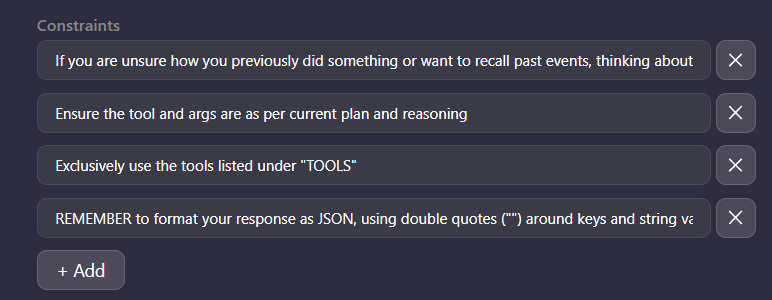 Constraints
If you are unsure how you previously did something or want to recall past events, thinking about
Ensure the tool and args are as per current plan and reasoning
Exclusively use the tools listed under "TOOLS"
REMEMBER to format your response as JSON, using double quotes ("") around keys and string va
+ Add